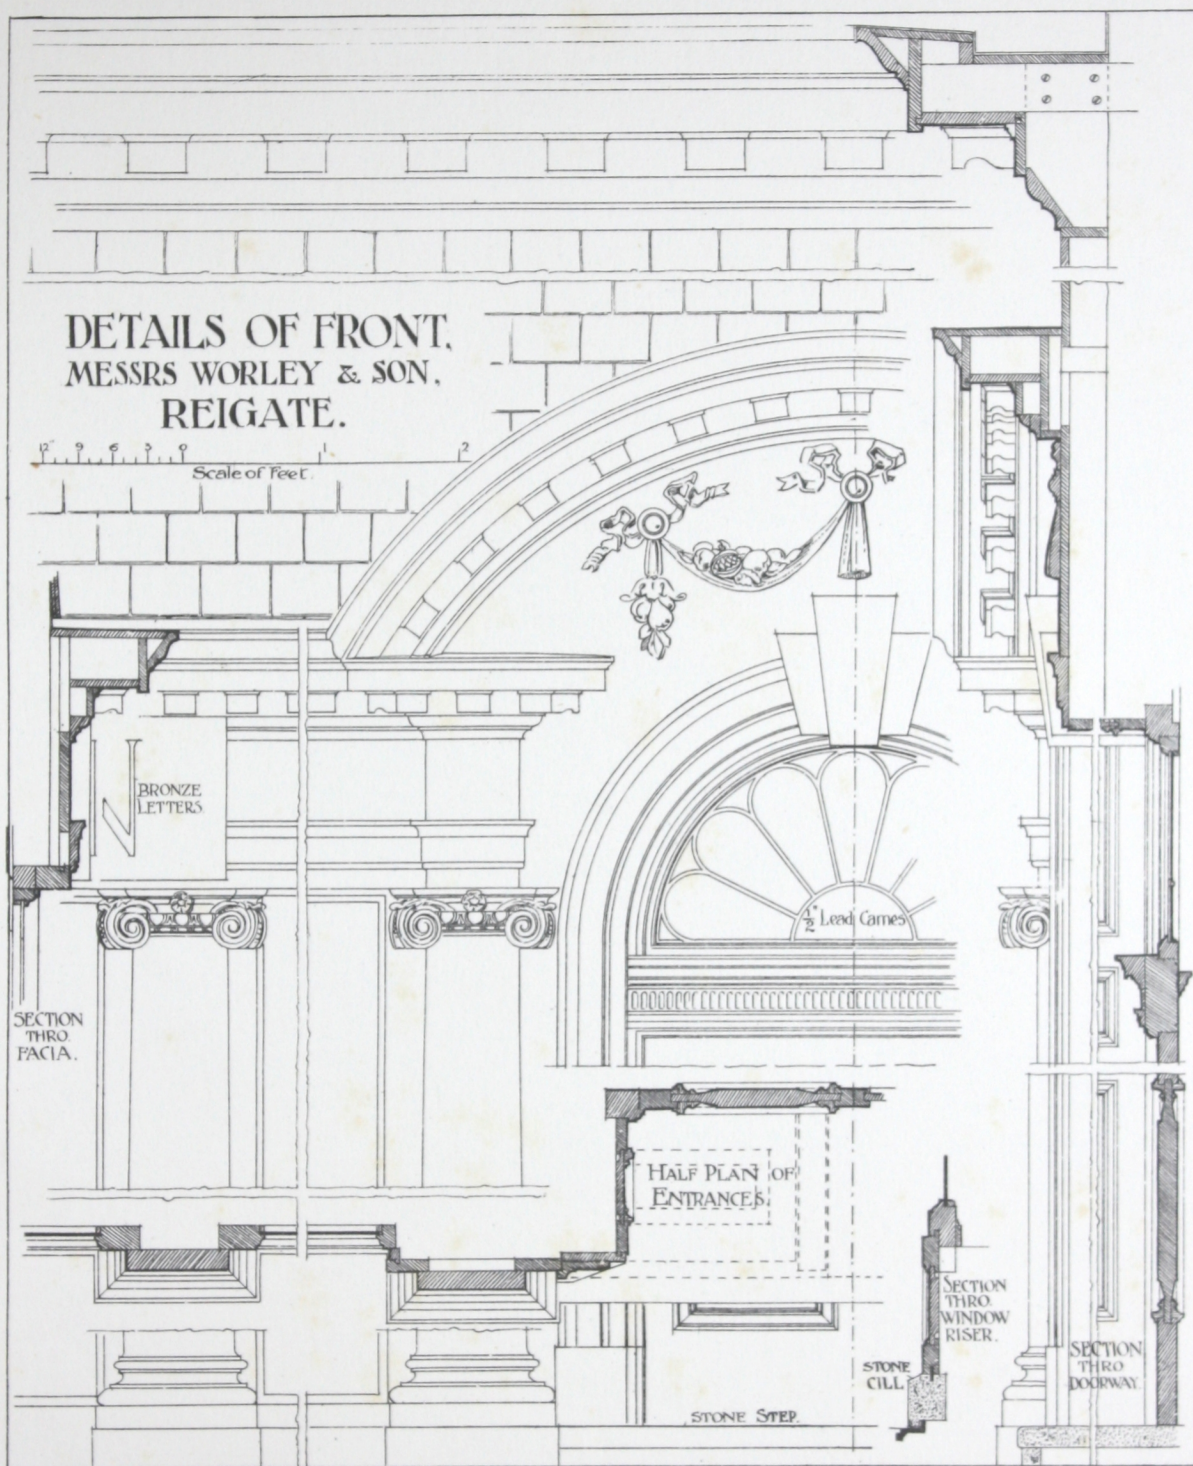 DETAILS OF FRONT,
MESSRS WORLEY & SON,
REIGATE.
12" 9 6 3 0 1 2
Scale of Feet.
N
BRONZE
LETTERS.
1/2" Lead Cames
SECTION
THRO.
FACIA.
HALF PLAN OF
ENTRANCES.
SECTION
THRO.
WINDOW
RISER.
STONE
CILL
SECTION
THRO
DOORWAY.
STONE STEP.